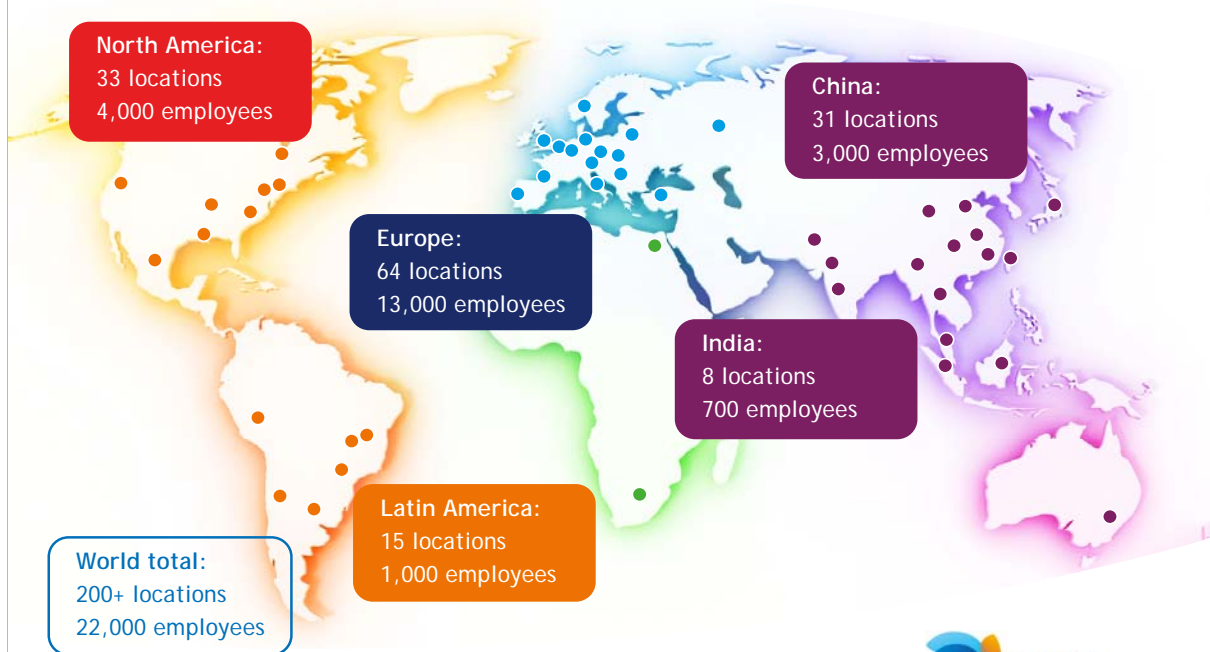 North America:
33 locations
4,000 employees
China:
31 locations
3,000 employees
Europe:
64 locations
13,000 employees
India:
8 locations
700 employees
Latin America:
15 locations
1,000 employees
World total:
200+ locations
22,000 employees